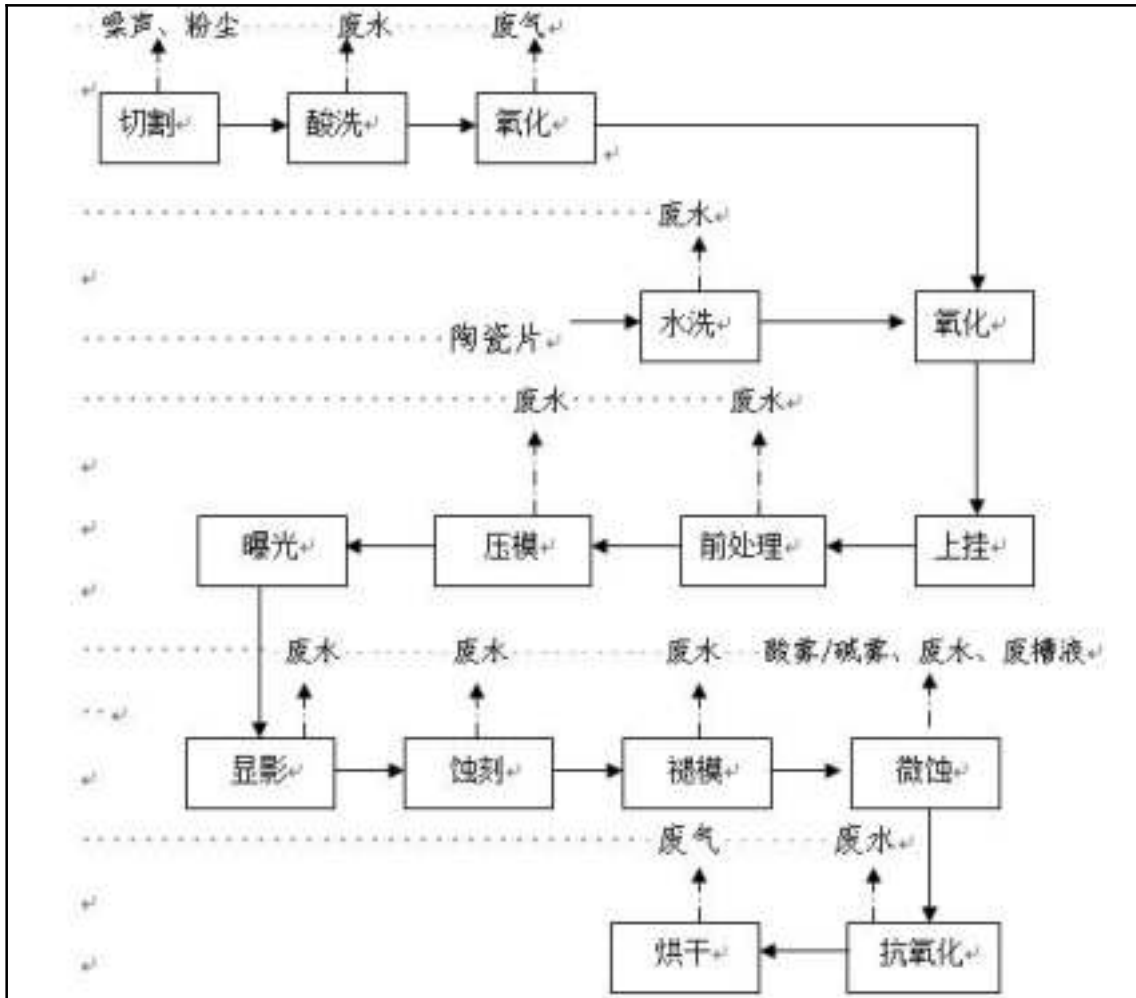 噪声、粉尘 废水 废气
切割 酸洗 氧化
废水
陶瓷片 水洗 氧化
废水 废水
曝光 压模 前处理 上挂
废水 废水 废水 酸雾/碱雾、废水、废槽液
显影 蚀刻 褪模 微蚀
废气 废水
烘干 抗氧化